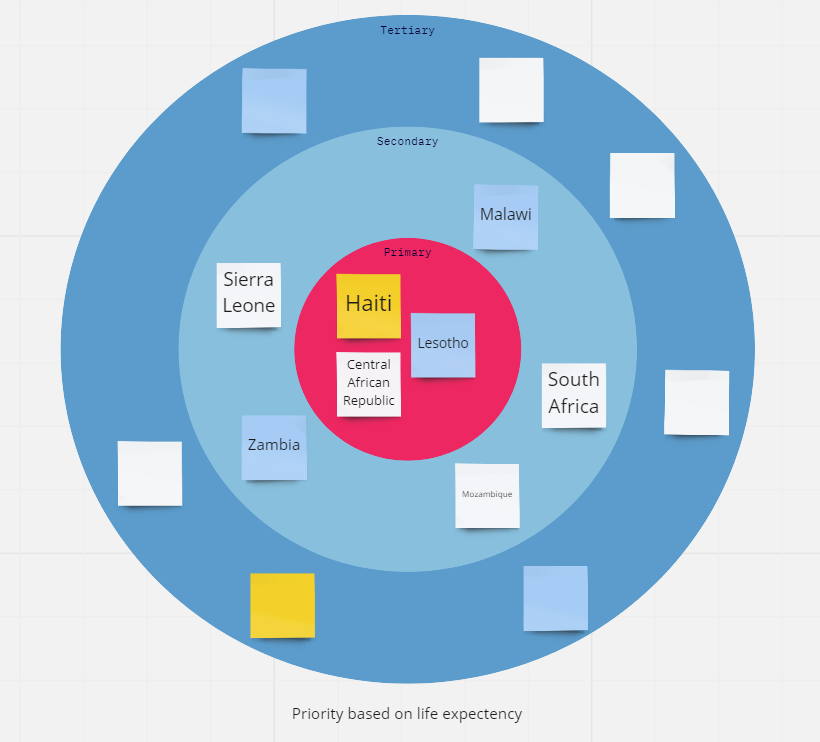 Tertiary
Secondary
Malawi
Primary
Sierra
Leone
Haiti
Lesotho
Central
African
Republic
South
Africa
Zambia
Mozambique
Priority based on life expectency